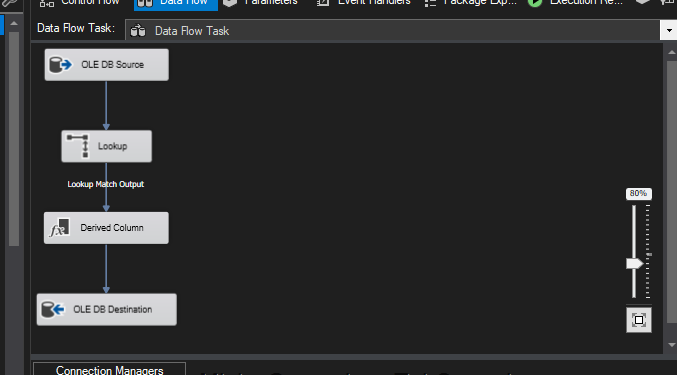 Control Flow Data Flow Parameters Event Handlers Package Exp... Execution Re...
Data Flow Task: Data Flow Task
OLE DB Source
Lookup
Lookup Match Output
80%
Derived Column
OLE DB Destination
Connection Managers